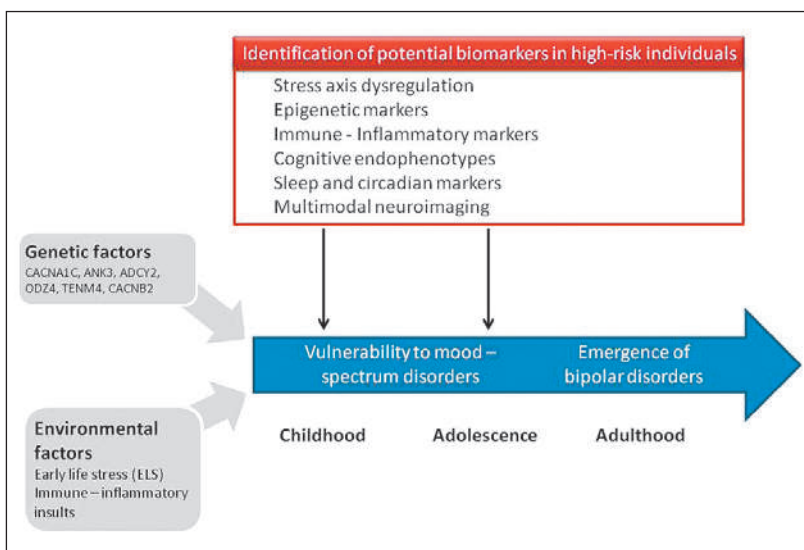 Identification of potential biomarkers in high-risk individuals
Stress axis dysregulation
Epigenetic markers
Immune - Inflammatory markers
Cognitive endophenotypes
Sleep and circadian markers
Multimodal neuroimaging
Genetic factors
CACNA1C, ANK3, ADCY2,
ODZ4, TENM4, CACNB2
Vulnerability to mood –
spectrum disorders
Emergence of
bipolar disorders
Environmental
factors
Early life stress (ELS)
Immune – inflammatory
insults
Childhood
Adolescence
Adulthood